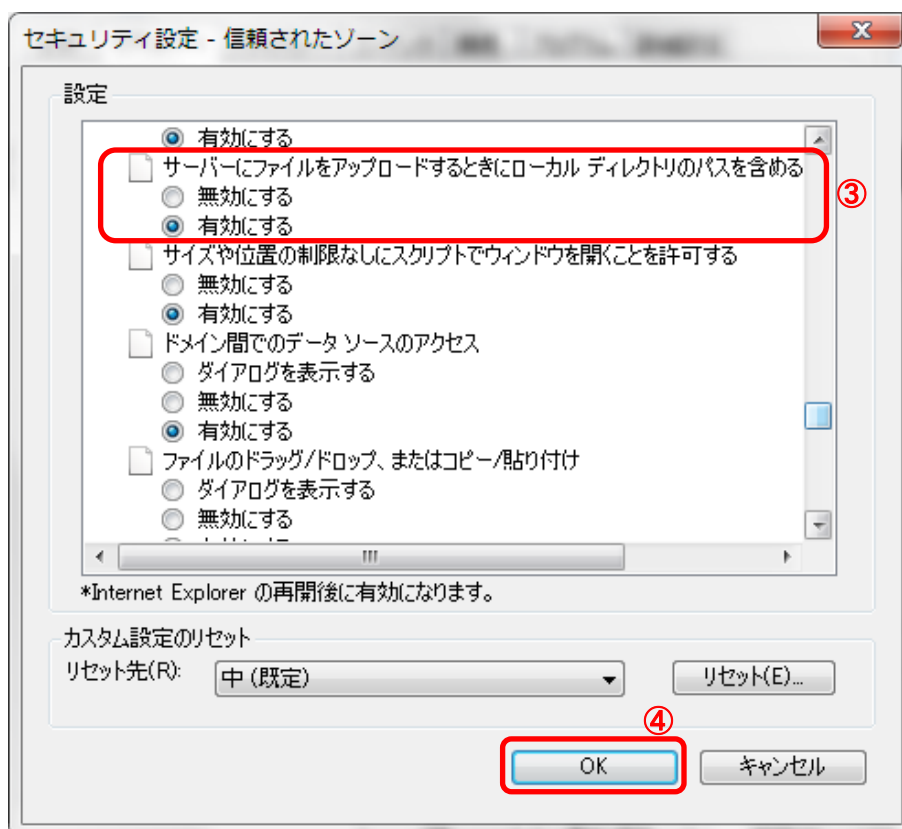 セキュリティ設定 - 信頼されたゾーン
設定
有効にする
サーバーにファイルをアップロードするときにローカル ディレクトリのパスを含める
無効にする
③
有効にする
サイズや位置の制限なしにスクリプトでウィンドウを開くことを許可する
無効にする
有効にする
ドメイン間でのデータ ソースのアクセス
ダイアログを表示する
無効にする
有効にする
ファイルのドラッグ/ドロップ、またはコピー/貼り付け
ダイアログを表示する
無効にする
*Internet Explorer の再開後に有効になります。
カスタム設定のリセット
リセット先(R): 中 (既定) リセット(E)...
④
OK キャンセル